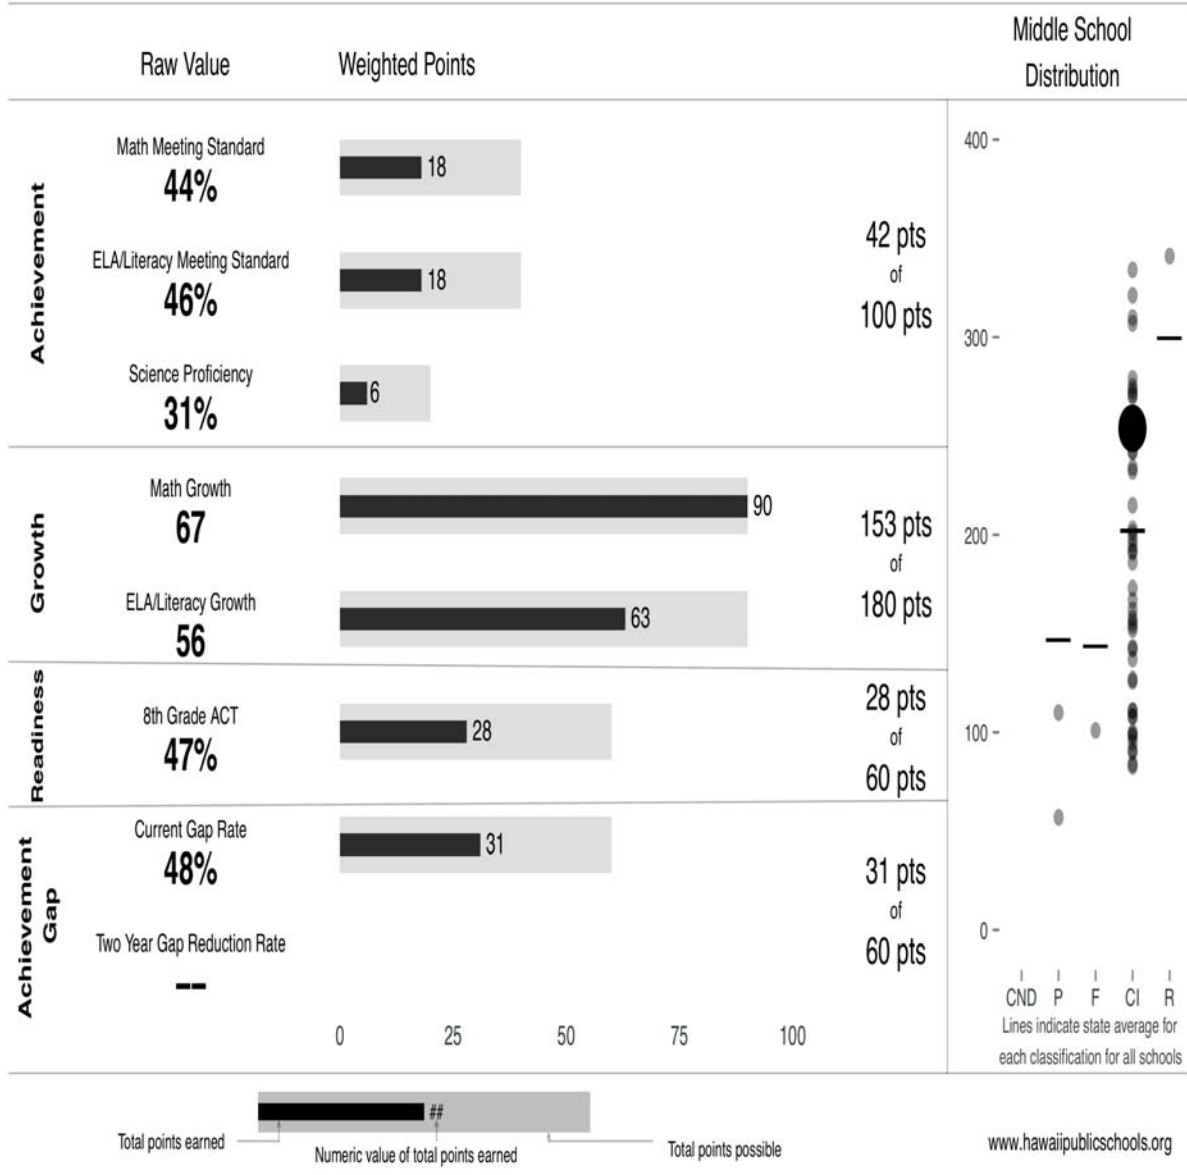 Raw Value
Weighted Points
Middle School
Distribution
Achievement
Math Meeting Standard
44%
18
ELA/Literacy Meeting Standard
46%
18
Science Proficiency
31%
6
42 pts
of
100 pts
Growth
Math Growth
67
90
ELA/Literacy Growth
56
63
153 pts
of
180 pts
Readiness
8th Grade ACT
47%
28
28 pts
of
60 pts
Achievement
Gap
Current Gap Rate
48%
31
Two Year Gap Reduction Rate
--
31 pts
of
60 pts
0 25 50 75 100
400
300
200
100
0
CND P F CI R
Lines indicate state average for
each classification for all schools
##
Total points earned
Numeric value of total points earned
Total points possible
www.hawaiipublicschools.org